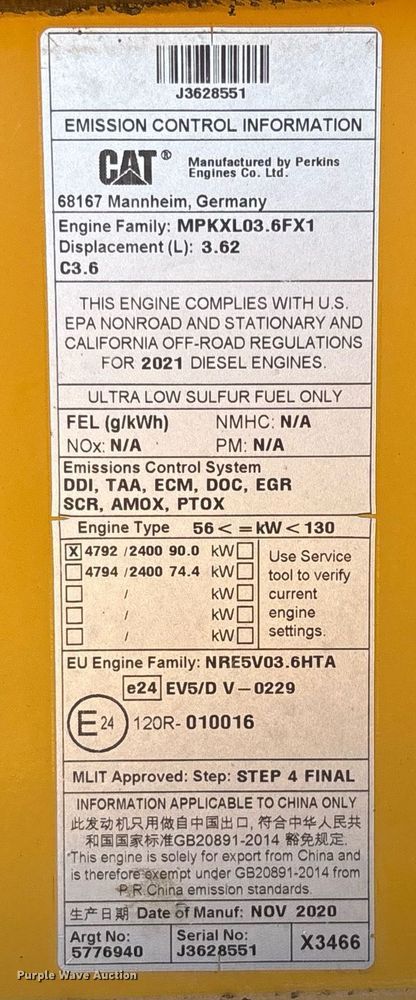 J3628551
EMISSION CONTROL INFORMATION
CAT® Manufactured by Perkins
Engines Co. Ltd.
68167 Mannheim, Germany
Engine Family: MPKXL03.6FX1
Displacement (L): 3.62
C3.6
THIS ENGINE COMPLIES WITH U.S.
EPA NONROAD AND STATIONARY AND
CALIFORNIA OFF-ROAD REGULATIONS
FOR 2021 DIESEL ENGINES.
ULTRA LOW SULFUR FUEL ONLY
FEL (g/kWh) NMHC: N/A
NOx: N/A PM: N/A
Emissions Control System
DDI, TAA, ECM, DOC, EGR
SCR, AMOX, PTOX
Engine Type 56 < = kW < 130
X 4792 /2400 90.0 kW
4794 /2400 74.4 kW
/ kW
/ kW
/ kW
Use Service
tool to verify
current
engine
settings.
EU Engine Family: NRE5V03.6HTA
e24 EV5/D V-0229
E 24 120R- 010016
MLIT Approved: Step: STEP 4 FINAL
INFORMATION APPLICABLE TO CHINA ONLY
此发动机只用做自中国出口, 符合中华人民共
和国国家标准GB20891-2014 豁免规定.
"This engine is solely for export from China and
is therefore exempt under GB20891-2014 from
P.R.China emission standards.
生产日期 Date of Manuf: NOV 2020
Argt No:
5776940
Serial No:
J3628551
X3466
Purple Wave Auction